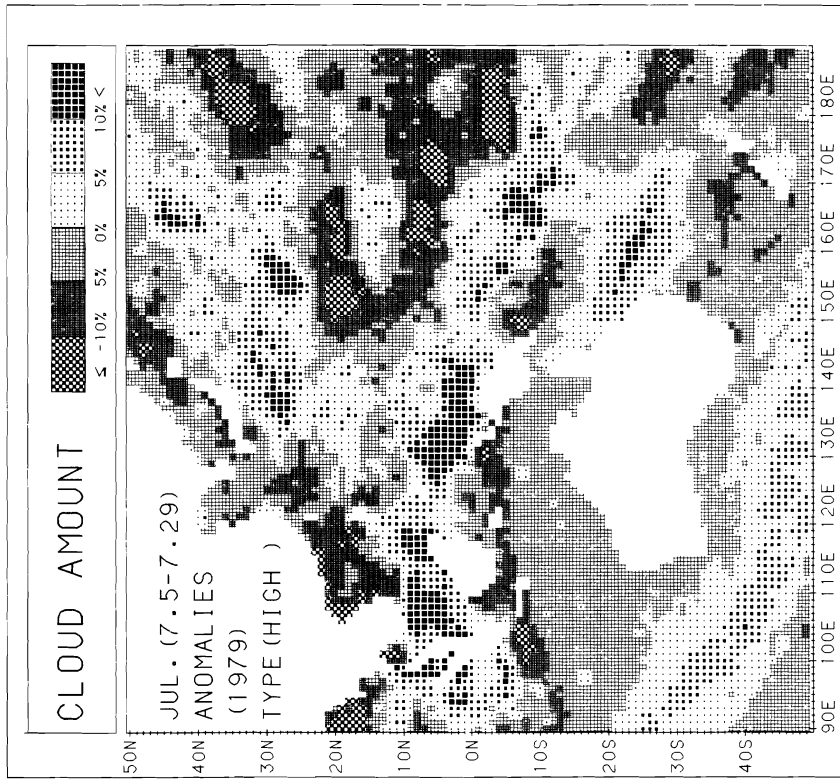 CLOUD AMOUNT
≤ -10% 5% 0% 5% 10% <
JUL.(7.5-7.29)
ANOMALIES
(1979)
TYPE(HIGH )
50N
40N
30N
20N
10N
0N
10S
20S
30S
40S
90E 100E 110E 120E 130E 140E 150E 160E 170E 180E